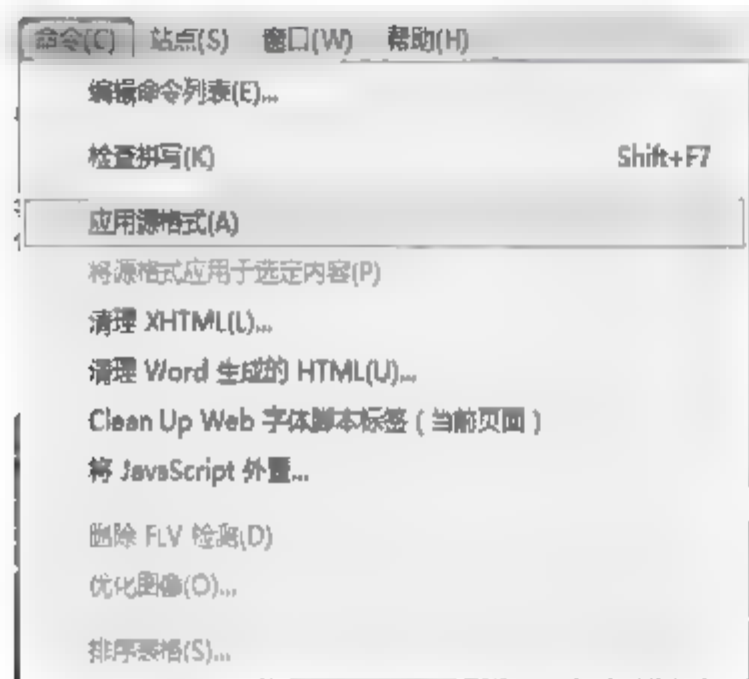 命令(C) 站点(S) 窗口(W) 帮助(H)
编辑命令列表(E)...
检查拼写(K) Shift+F7
应用源格式(A)
将源格式应用于选定内容(P)
清理 XHTML(L)...
清理 Word 生成的 HTML(U)...
Clean Up Web 字体脚本标签 ( 当前页面 )
将 JavaScript 外置...
删除 FLV 检测(D)
优化图像(O)...
排序表格(S)...